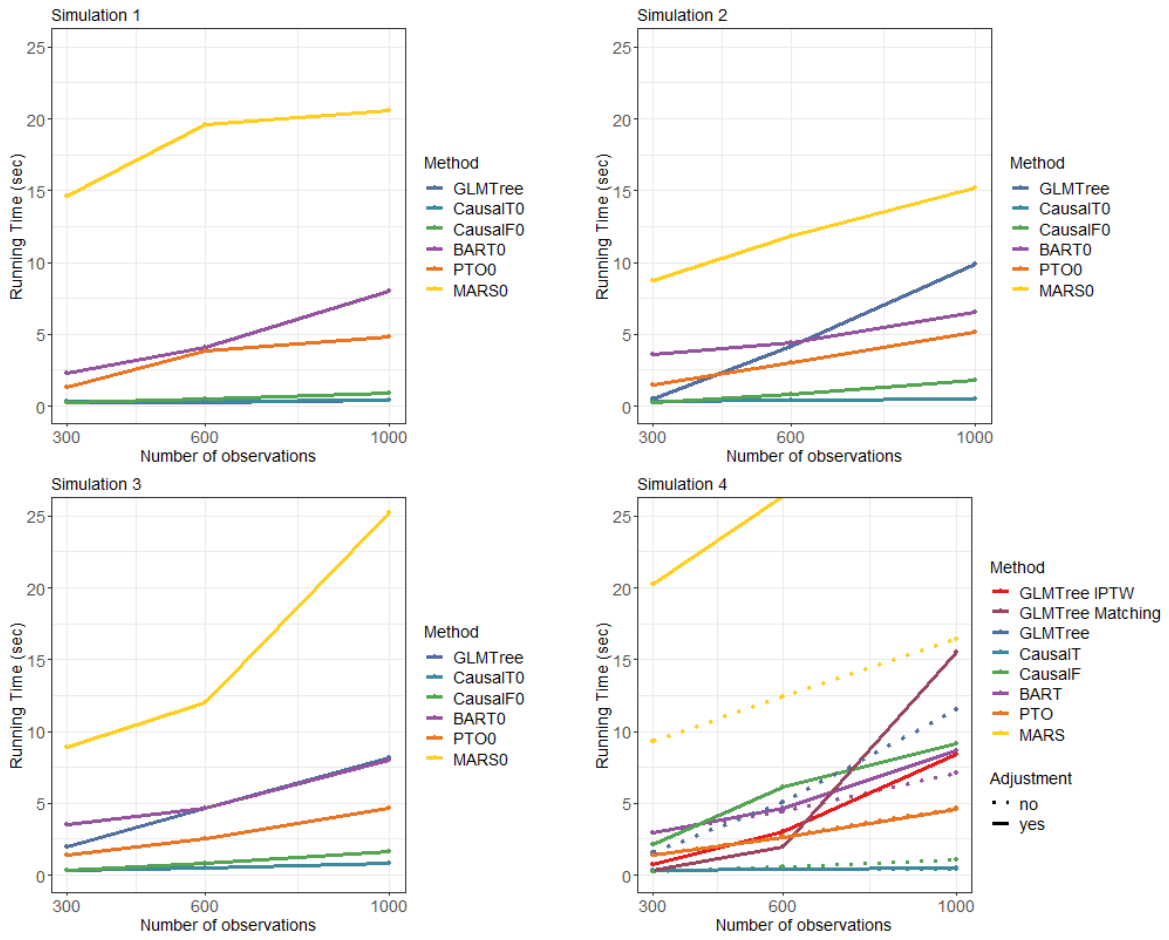 Simulation 1
25
20
15
10
5
0
300
600
1000
Running Time (sec)
Number of observations
Method
GLMTree
CausalT0
CausalF0
BART0
PTO0
MARS0
Simulation 2
25
20
15
10
5
0
300
600
1000
Running Time (sec)
Number of observations
Method
GLMTree
CausalT0
CausalF0
BART0
PTO0
MARS0
Simulation 3
25
20
15
10
5
0
300
600
1000
Running Time (sec)
Number of observations
Method
GLMTree
CausalT0
CausalF0
BART0
PTO0
MARS0
Simulation 4
25
20
15
10
5
0
300
600
1000
Running Time (sec)
Number of observations
Method
GLMTree IPTW
GLMTree Matching
GLMTree
CausalT
CausalF
BART
PTO
MARS
Adjustment
no
yes